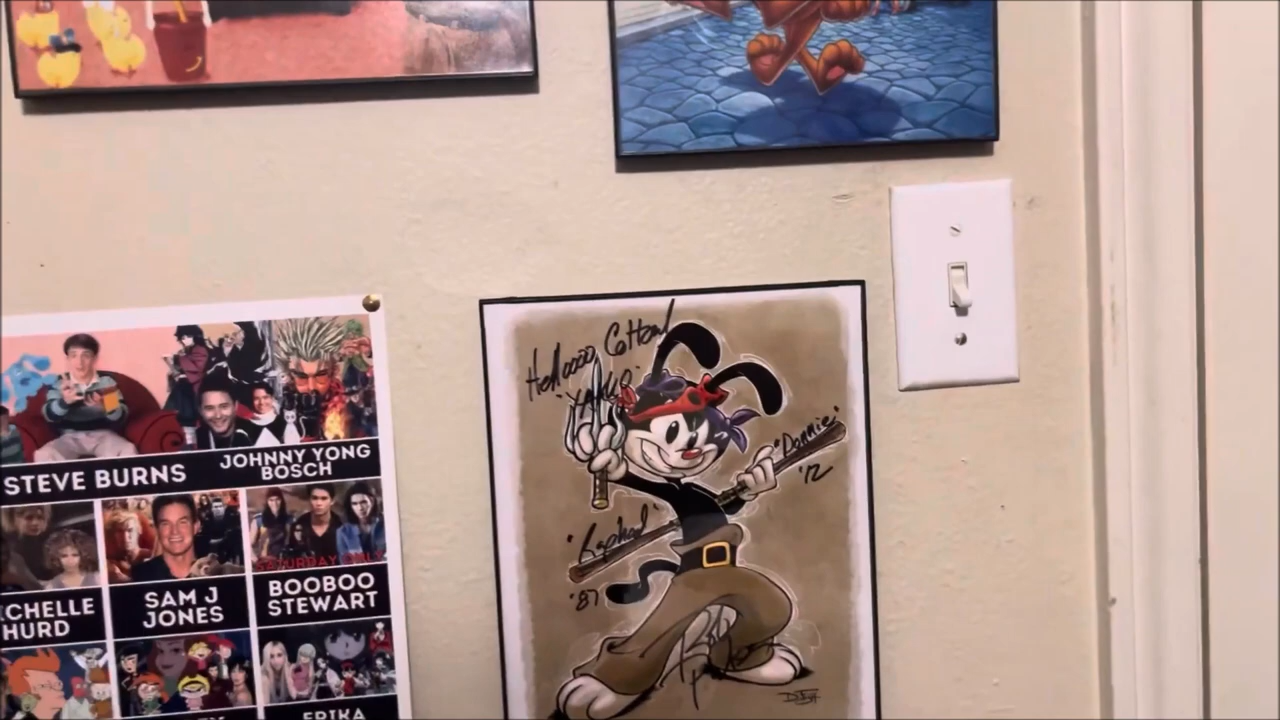 STEVE BURNS
JOHNNY YONG
BOSCH
CHELLE
HURD
SAM J
JONES
SATURDAY ONLY
BOOBOO
STEWART
ERIKA
Helloooo
"YAKKO"
"Donnie"
'12
"Raphael"
'87